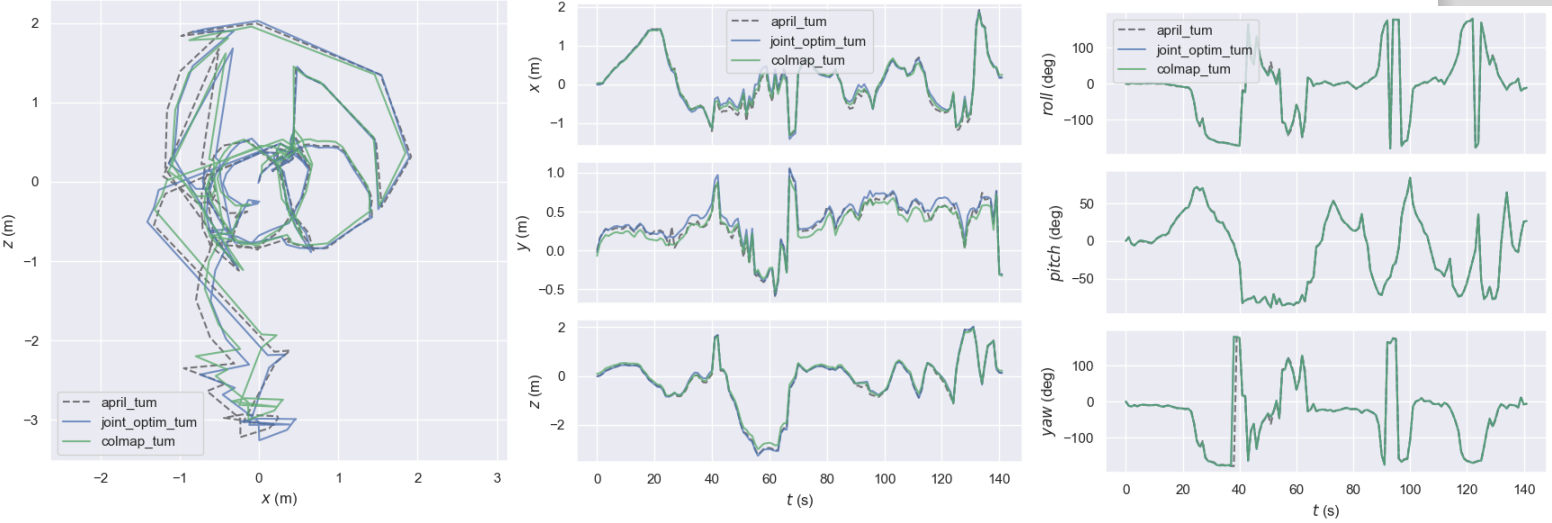 2
1
0
−1
−2
−3
z (m)
−2
−1
0
1
2
3
x (m)
april_tum
joint_optim_tum
colmap_tum
2
1
0
−1
x (m)
april_tum
joint_optim_tum
colmap_tum
1.0
0.5
0.0
−0.5
y (m)
2
0
−2
z (m)
0
20
40
60
80
100
120
140
t (s)
100
0
−100
roll (deg)
april_tum
joint_optim_tum
colmap_tum
50
0
−50
pitch (deg)
100
0
−100
yaw (deg)
0
20
40
60
80
100
120
140
t (s)